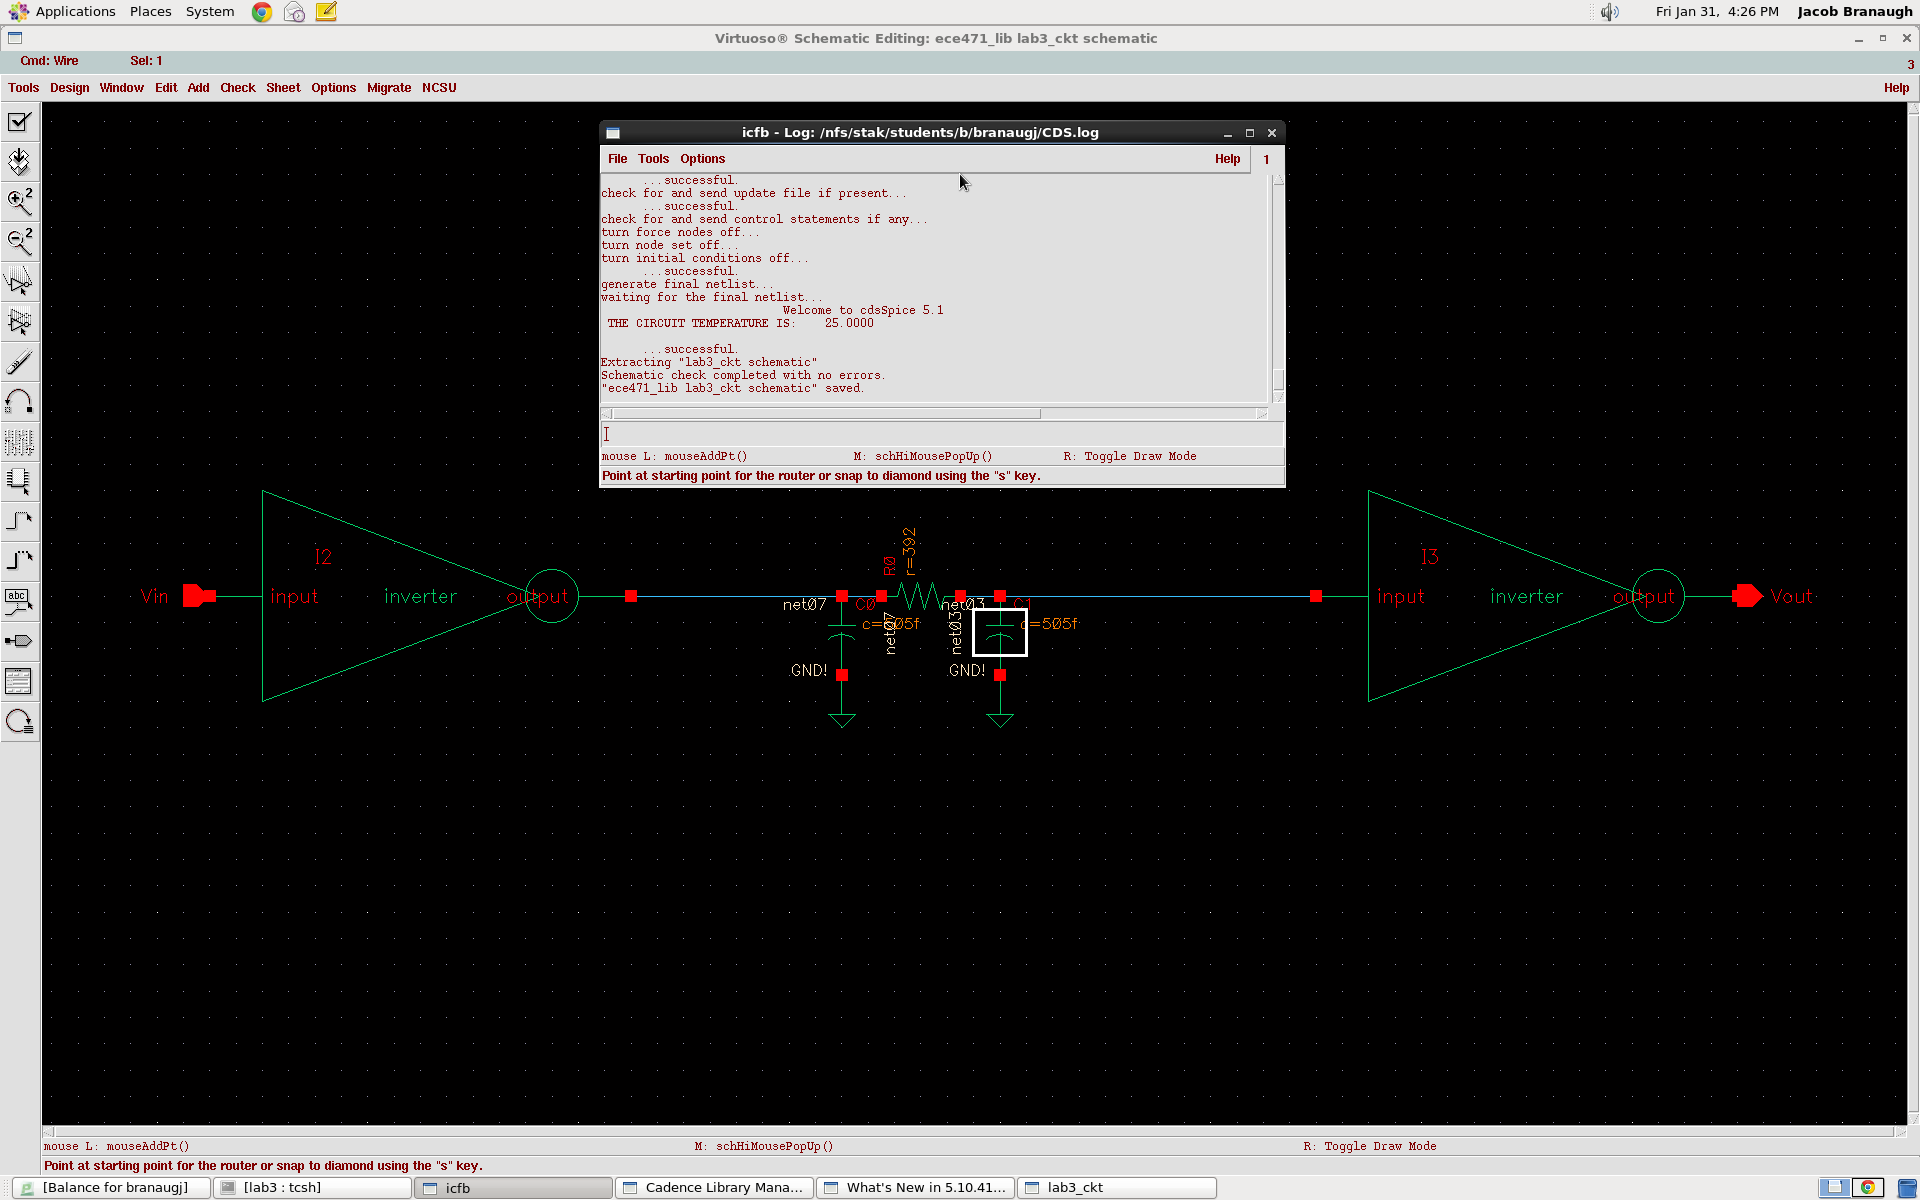 Applications Places System Fri Jan 31, 4:26 PM Jacob Branaugh
Virtuoso® Schematic Editing: ece471_lib lab3_ckt schematic
Cmd: Wire Sel: 1 3
Tools Design Window Edit Add Check Sheet Options Migrate NCSU Help
icfb - Log: /nfs/stak/students/b/branaugj/CDS.log
File Tools Options Help 1
...successful.
check for and send update file if present...
...successful.
check for and send control statements if any...
turn force nodes off...
turn node set off...
turn initial conditions off...
...successful.
generate final netlist...
waiting for the final netlist...
Welcome to cdsSpice 5.1
THE CIRCUIT TEMPERATURE IS: 25.0000
...successful.
Extracting "lab3_ckt schematic"
Schematic check completed with no errors.
"ece471_lib lab3_ckt schematic" saved.
mouse L: mouseAddPt() M: schHiMousePopUp() R: Toggle Draw Mode
Point at starting point for the router or snap to diamond using the "s" key.
2
2
abc
I2
R0
r=392
I3
Vin input inverter output
net07 C0 net03 C1
input inverter output Vout
c=505f c=505f
net07 net03
GND! GND!
mouse L: mouseAddPt() M: schHiMousePopUp() R: Toggle Draw Mode
Point at starting point for the router or snap to diamond using the "s" key.
[Balance for branaugj] [lab3 : tcsh] icfb Cadence Library Mana... What's New in 5.10.41... lab3_ckt